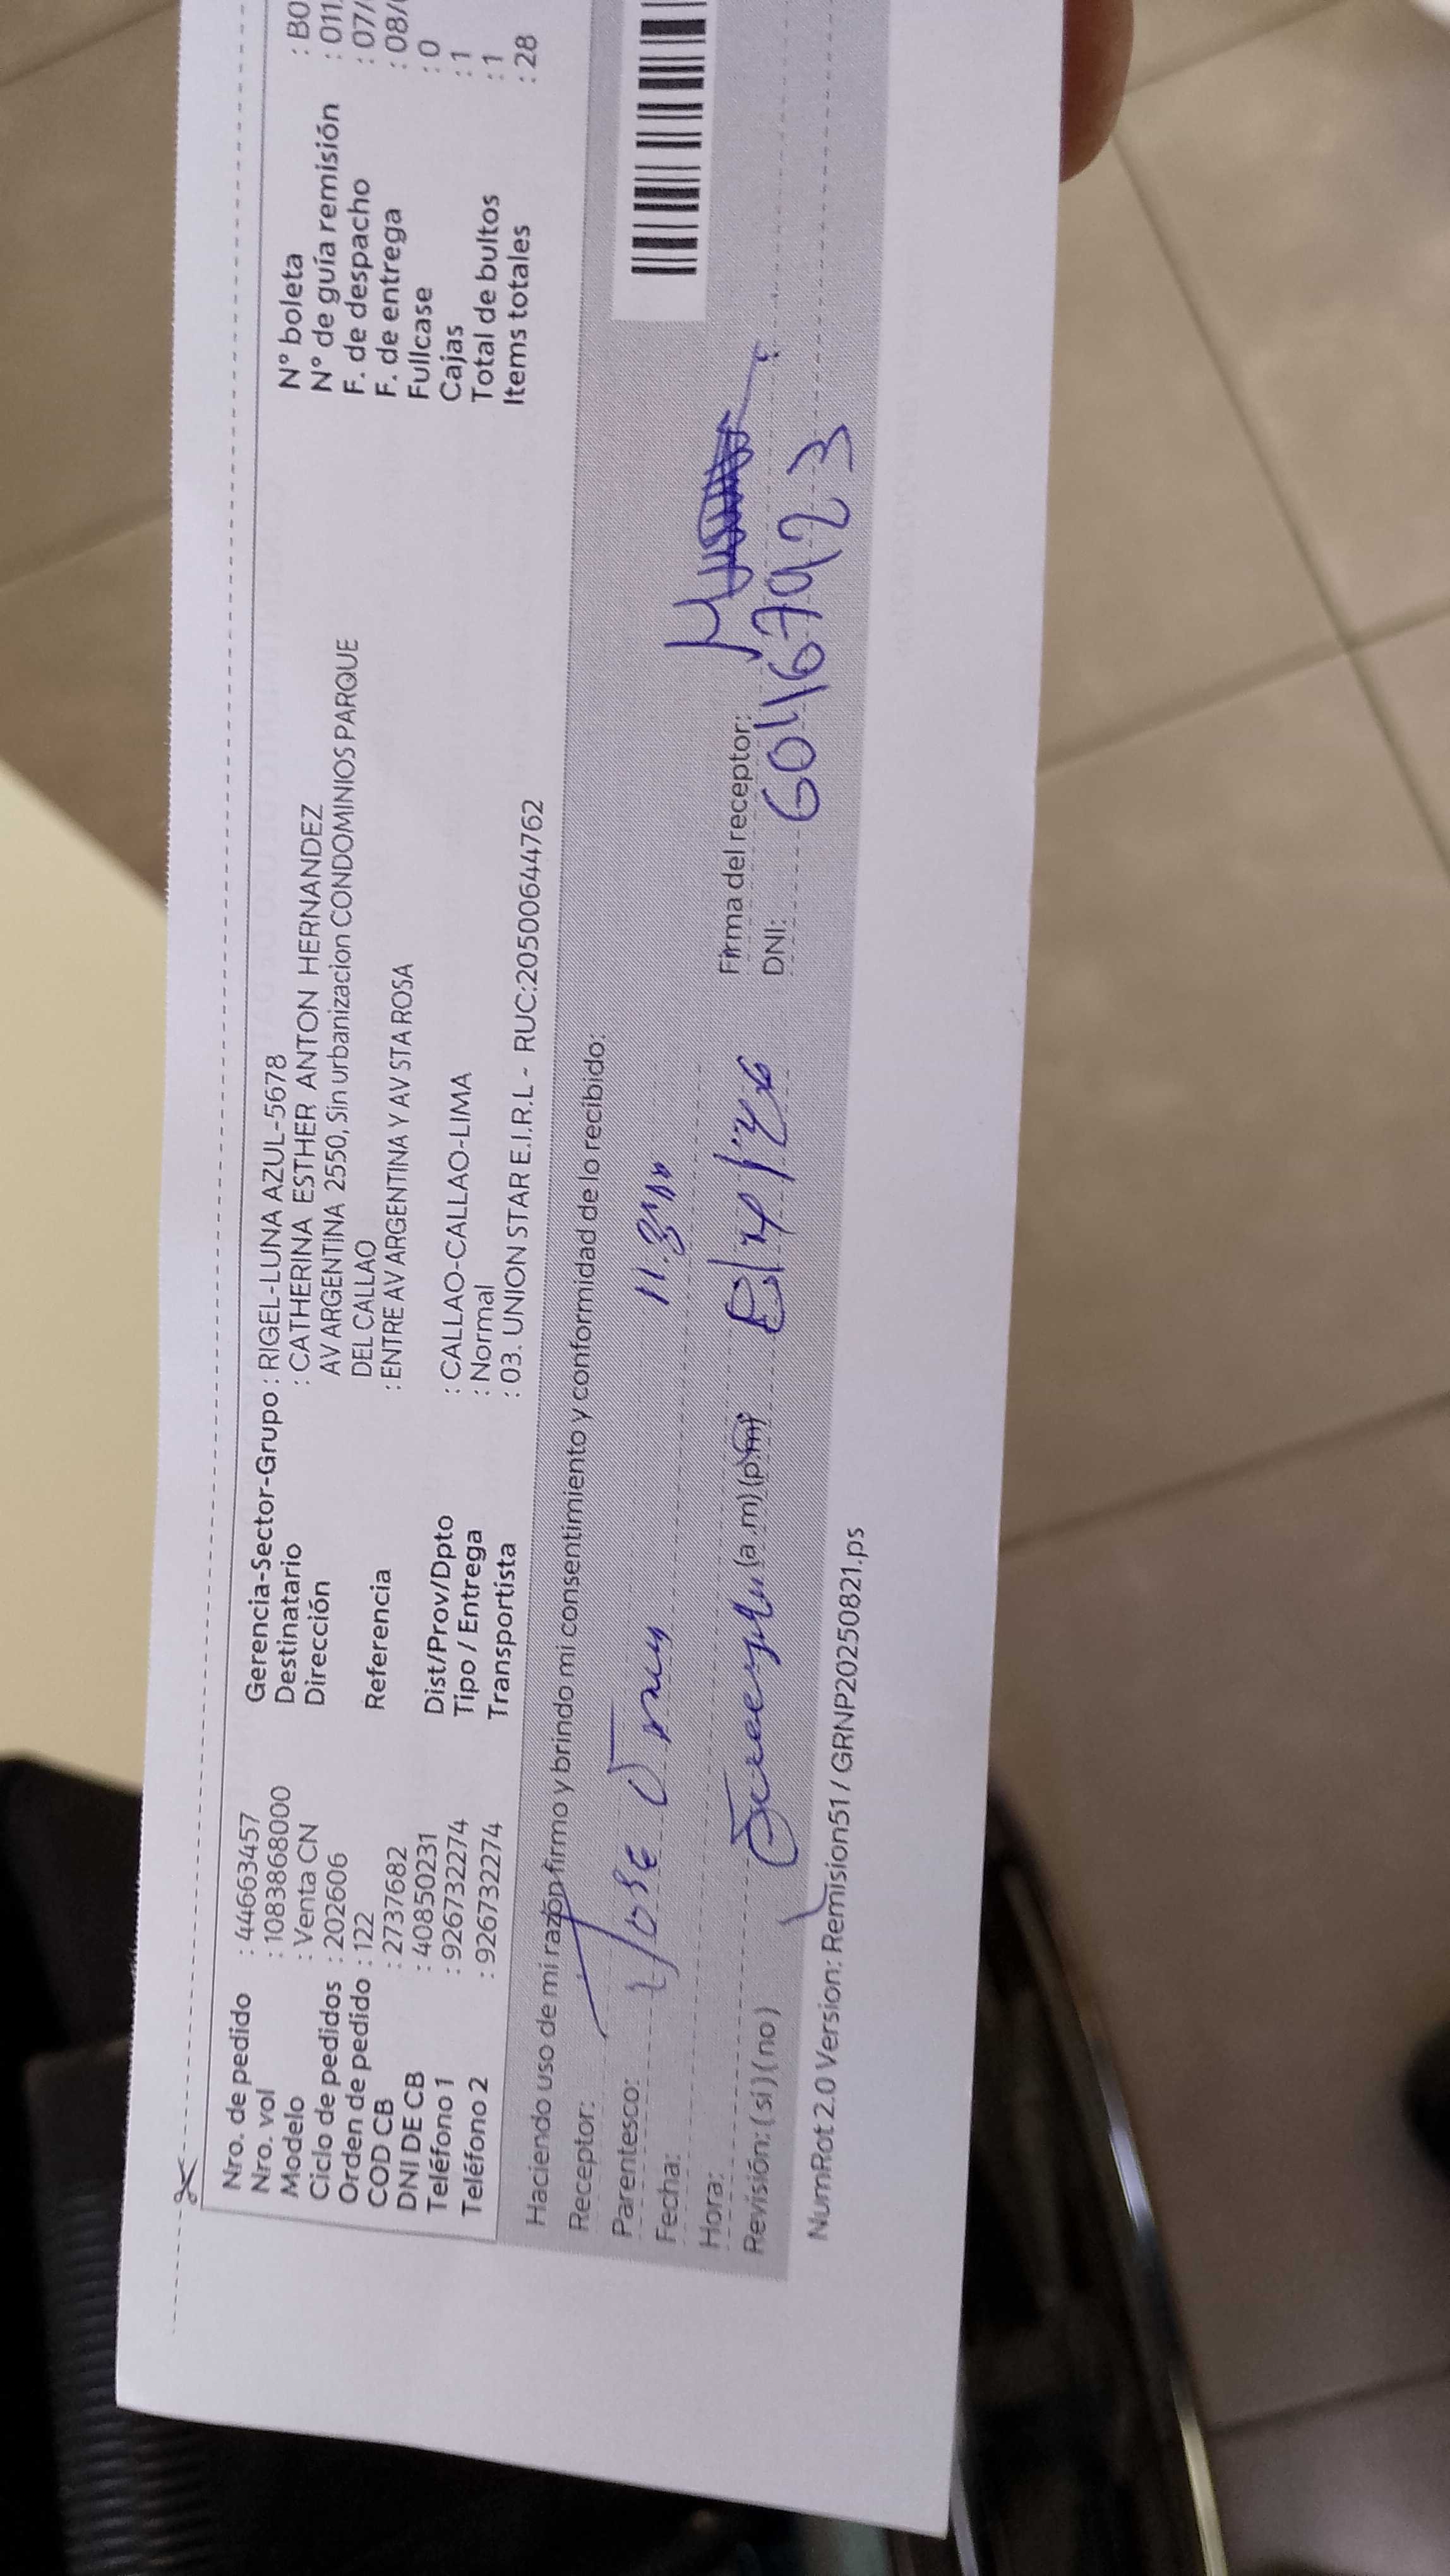 Nro. de pedido : 44663457
Nro. vol : 1083868000
Modelo : Venta CN
Ciclo de pedidos : 202606
Orden de pedido : 122
COD CB : 2737682
DNI DE CB : 40850231
Teléfono 1 : 926732274
Teléfono 2 : 926732274
Gerencia-Sector-Grupo : RIGEL-LUNA AZUL-5678
Destinatario : CATHERINA ESTHER ANTON HERNANDEZ
Dirección AV ARGENTINA 2550, Sin urbanizacion CONDOMINIOS PARQUE
DEL CALLAO
Referencia : ENTRE AV ARGENTINA Y AV STA ROSA
Dist/Prov/Dpto : CALLAO-CALLAO-LIMA
Tipo / Entrega : Normal
Transportista : 03. UNION STAR E.I.R.L - RUC:20500644762
N° boleta : B0
N° de guía remisión : 011
F. de despacho : 07/
F. de entrega : 08/
Fullcase : 0
Cajas : 1
Total de bultos : 1
Items totales : 28
Haciendo uso de mi razón firmo y brindo mi consentimiento y conformidad de lo recibido:
Receptor: Jose
Parentesco:
Fecha:
Hora: (a.m) (p.m)
Revisión: (sí) (no)
Firma del receptor:
DNI: 60467923
NumRot 2.0 Version: Remision51 / GRNP20250821.ps